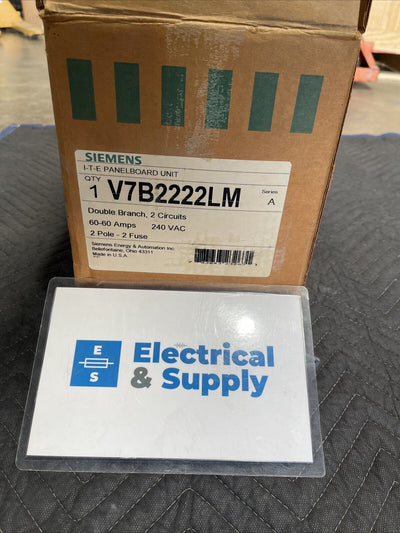 SIEMENS
I-T-E PANELBOARD UNIT
QTY
1 V7B2222LM
Series
A
Double Branch, 2 Circuits
60-60 Amps 240 VAC
2 Pole - 2 Fuse
Siemens Energy & Automation Inc.
Bellefontaine, Ohio 43311
Made in U.S.A.
E
S
Electrical
& Supply